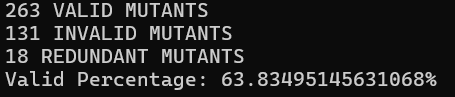 263 VALID MUTANTS
131 INVALID MUTANTS
18 REDUNDANT MUTANTS
Valid Percentage: 63.83495145631068%